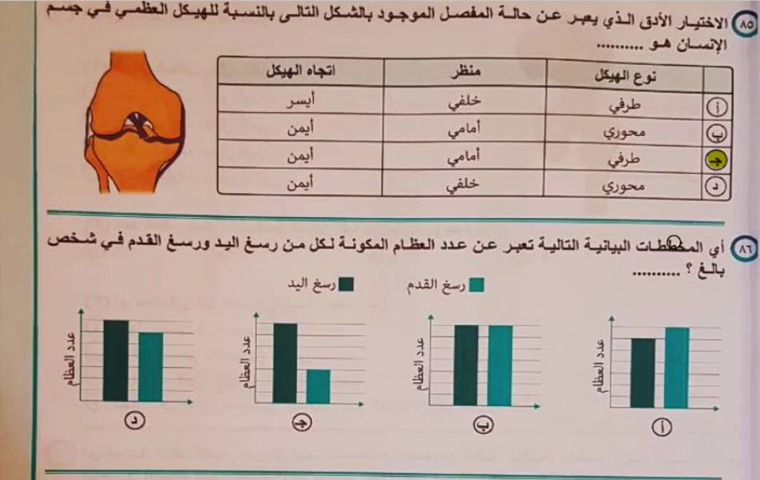 ٨٥ الاختيار الأدق الذي يعبر عن حالة المفصل الموجود بالشكل التالى بالنسبة للهيكل العظمي في جسم
الإنسان هو ..........
نوع الهيكل منظر اتجاه الهيكل
أ طرفي خلفي أيسر
ب محوري أمامي أيمن
جـ طرفي أمامي أيمن
د محوري خلفي أيمن
٨٦ أي المخططات البيانية التالية تعبر عن عدد العظام المكونة لكل من رسغ اليد ورسغ القدم في شخص
بالغ ؟ ..........
رسغ القدم رسغ اليد
عدد العظام عدد العظام عدد العظام عدد العظام
أ ب جـ د